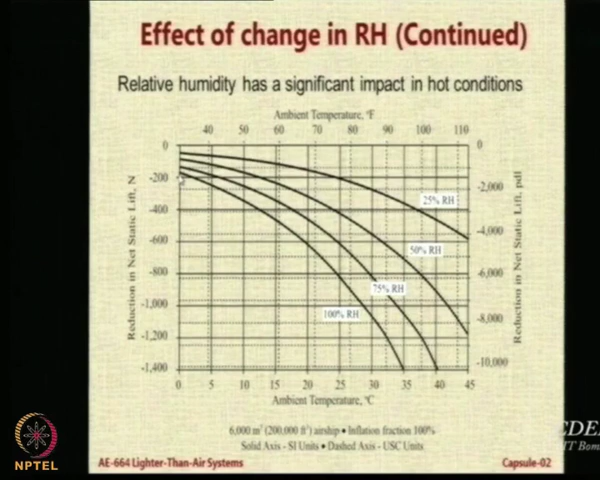 Effect of change in RH (Continued)
Relative humidity has a significant impact in hot conditions
Ambient Temperature, °F
40 50 60 70 80 90 100 110
0
-200
-400
-600
-800
-1,000
-1,200
-1,400
Reduction in Net Static Lift, N
0
-2,000
-4,000
-6,000
-8,000
-10,000
Reduction in Net Static Lift, pdl
25% RH
50% RH
75% RH
100% RH
0 5 10 15 20 25 30 35 40 45
Ambient Temperature, °C
6,000 m³ (200,000 ft³) airship • Inflation fraction 100%
Solid Axis - SI Units • Dashed Axis - USC Units
AE-664 Lighter-Than-Air Systems
Capsule-02
NPTEL
CDE
IT Bom